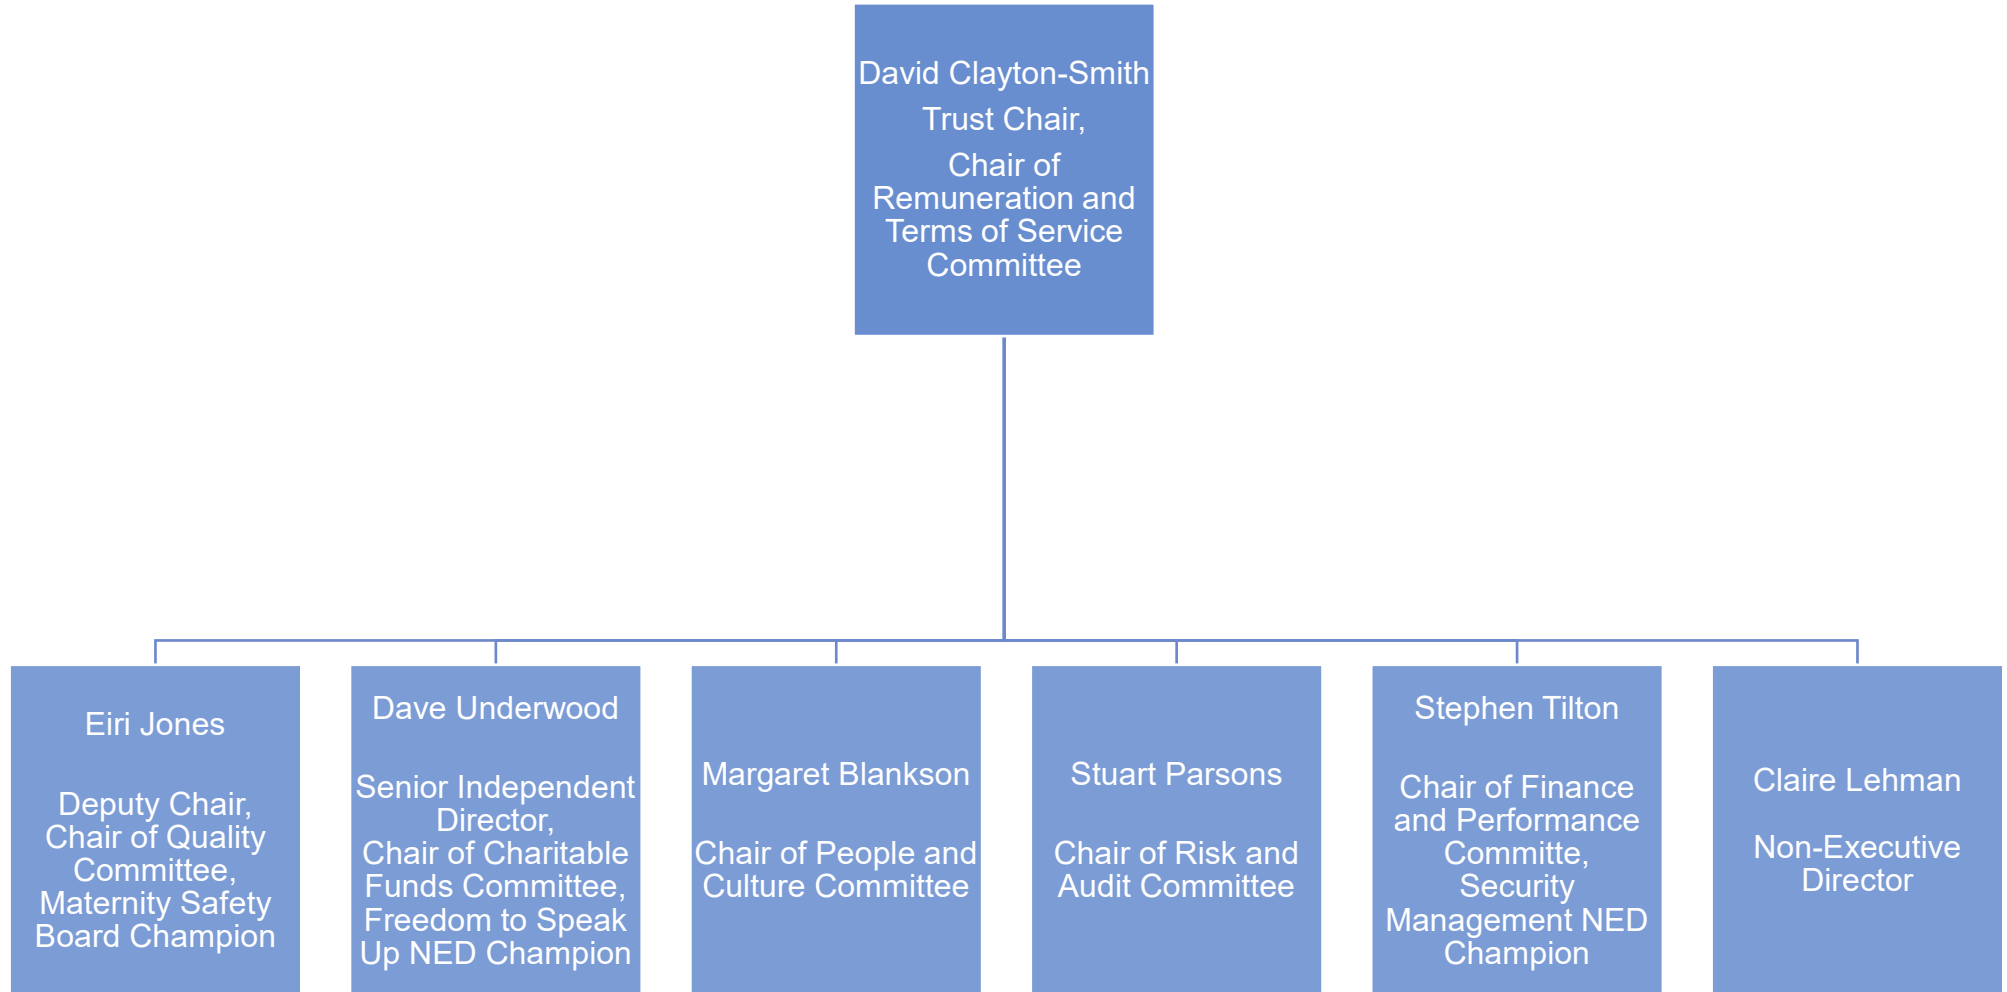 David Clayton-Smith
Trust Chair,
Chair of
Remuneration and
Terms of Service
Committee
Eiri Jones
Deputy Chair,
Chair of Quality
Committee,
Maternity Safety
Board Champion
Dave Underwood
Senior Independent
Director,
Chair of Charitable
Funds Committee,
Freedom to Speak
Up NED Champion
Margaret Blankson
Chair of People and
Culture Committee
Stuart Parsons
Chair of Risk and
Audit Committee
Stephen Tilton
Chair of Finance
and Performance
Committe,
Security
Management NED
Champion
Claire Lehman
Non-Executive
Director